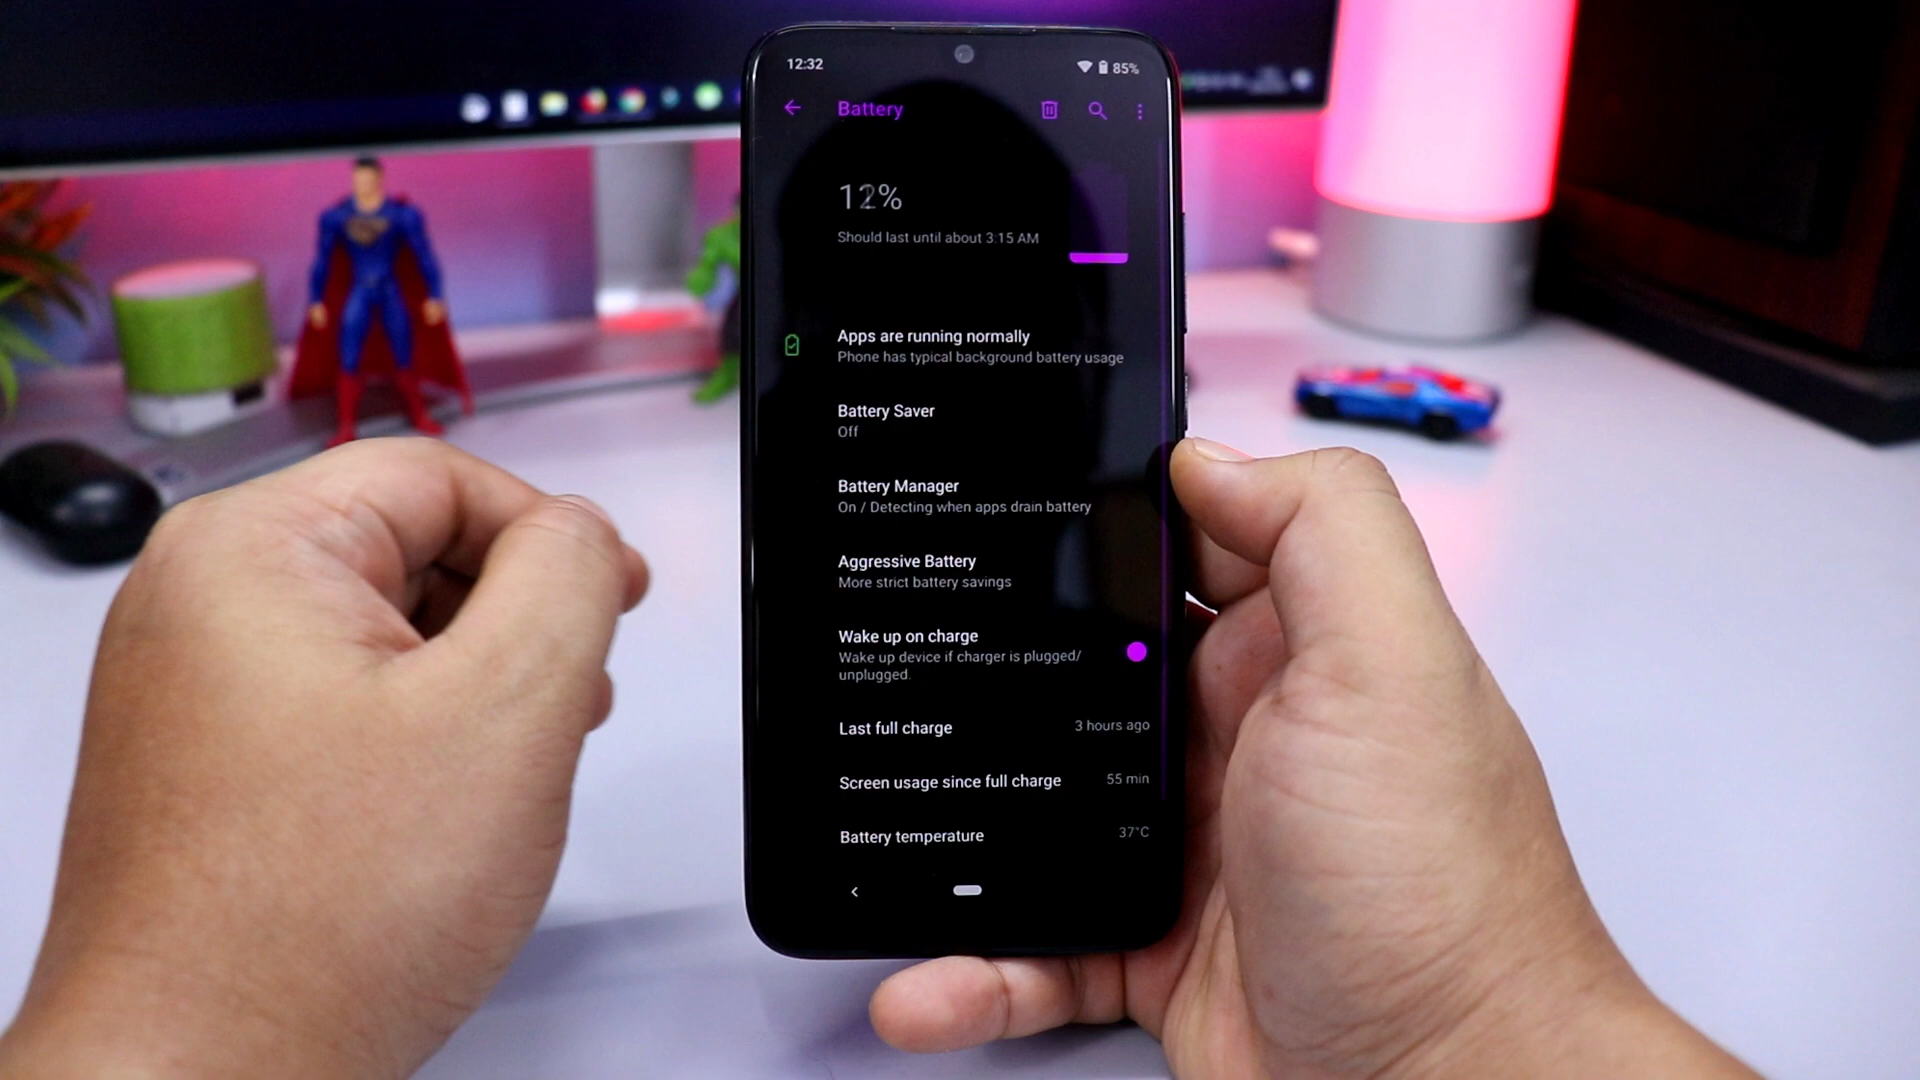 12:32
85%
Battery
12%
Should last until about 3:15 AM
Apps are running normally
Phone has typical background battery usage
Battery Saver
Off
Battery Manager
On / Detecting when apps drain battery
Aggressive Battery
More strict battery savings
Wake up on charge
Wake up device if charger is plugged/
unplugged.
Last full charge
3 hours ago
Screen usage since full charge
55 min
Battery temperature
37°C